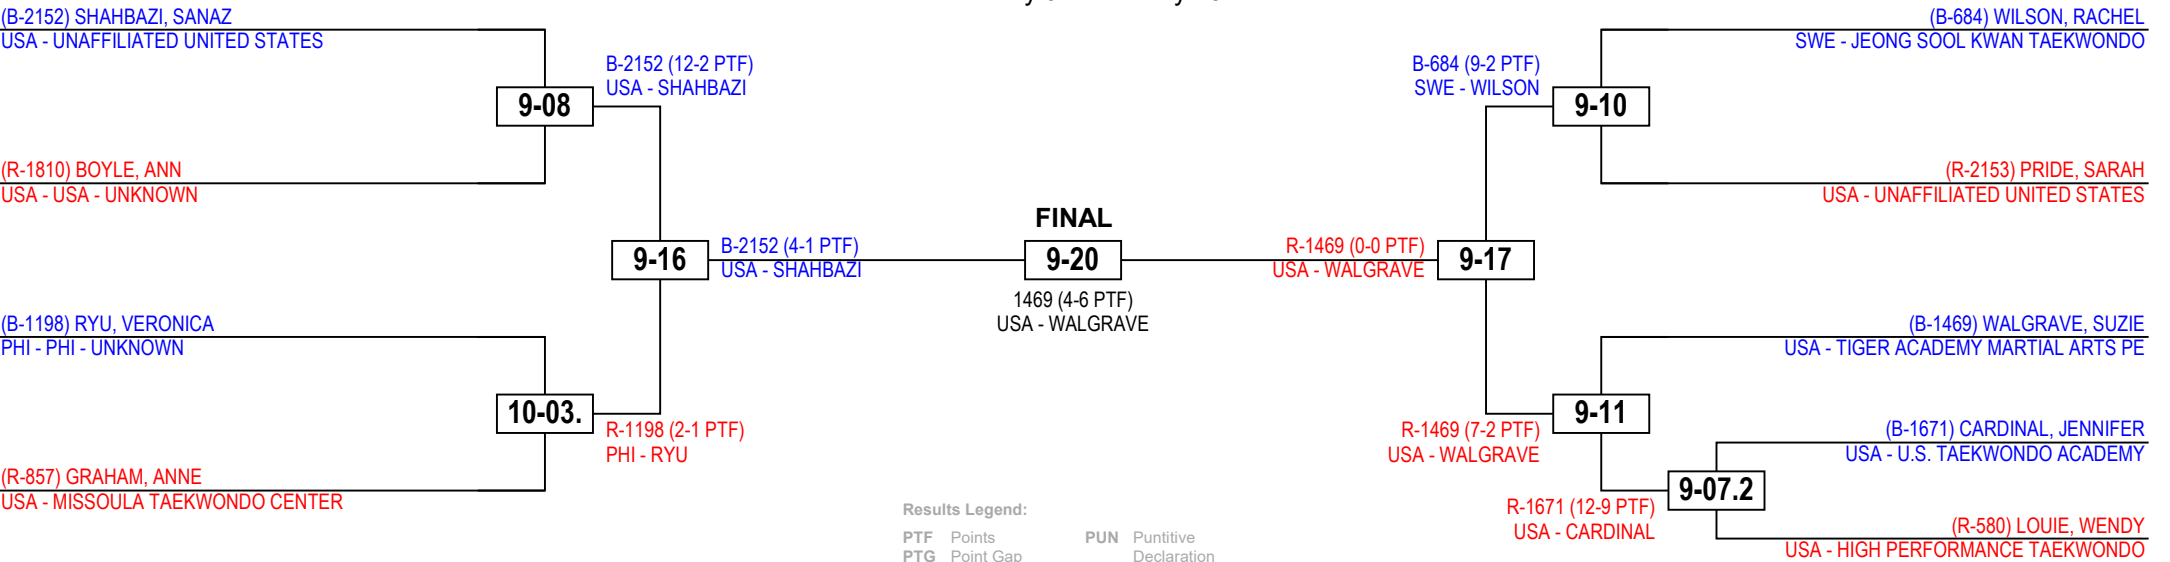 (B-2152) SHAHBAZI, SANAZ
USA - UNAFFILIATED UNITED STATES
B-2152 (12-2 PTF)
USA - SHAHBAZI
9-08
(R-1810) BOYLE, ANN
USA - USA - UNKNOWN
9-16
B-2152 (4-1 PTF)
USA - SHAHBAZI
(B-1198) RYU, VERONICA
PHI - PHI - UNKNOWN
10-03.
R-1198 (2-1 PTF)
PHI - RYU
(R-857) GRAHAM, ANNE
USA - MISSOULA TAEKWONDO CENTER
FINAL
9-20
1469 (4-6 PTF)
USA - WALGRAVE
(B-684) WILSON, RACHEL
SWE - JEONG SOOL KWAN TAEKWONDO
B-684 (9-2 PTF)
SWE - WILSON
9-10
(R-2153) PRIDE, SARAH
USA - UNAFFILIATED UNITED STATES
R-1469 (0-0 PTF)
USA - WALGRAVE
9-17
(B-1469) WALGRAVE, SUZIE
USA - TIGER ACADEMY MARTIAL ARTS PE
9-11
R-1469 (7-2 PTF)
USA - WALGRAVE
(B-1671) CARDINAL, JENNIFER
USA - U.S. TAEKWONDO ACADEMY
9-07.2
R-1671 (12-9 PTF)
USA - CARDINAL
(R-580) LOUIE, WENDY
USA - HIGH PERFORMANCE TAEKWONDO
Results Legend:
PTF Points PUN Puntitive
PTG Point Gap Declaration